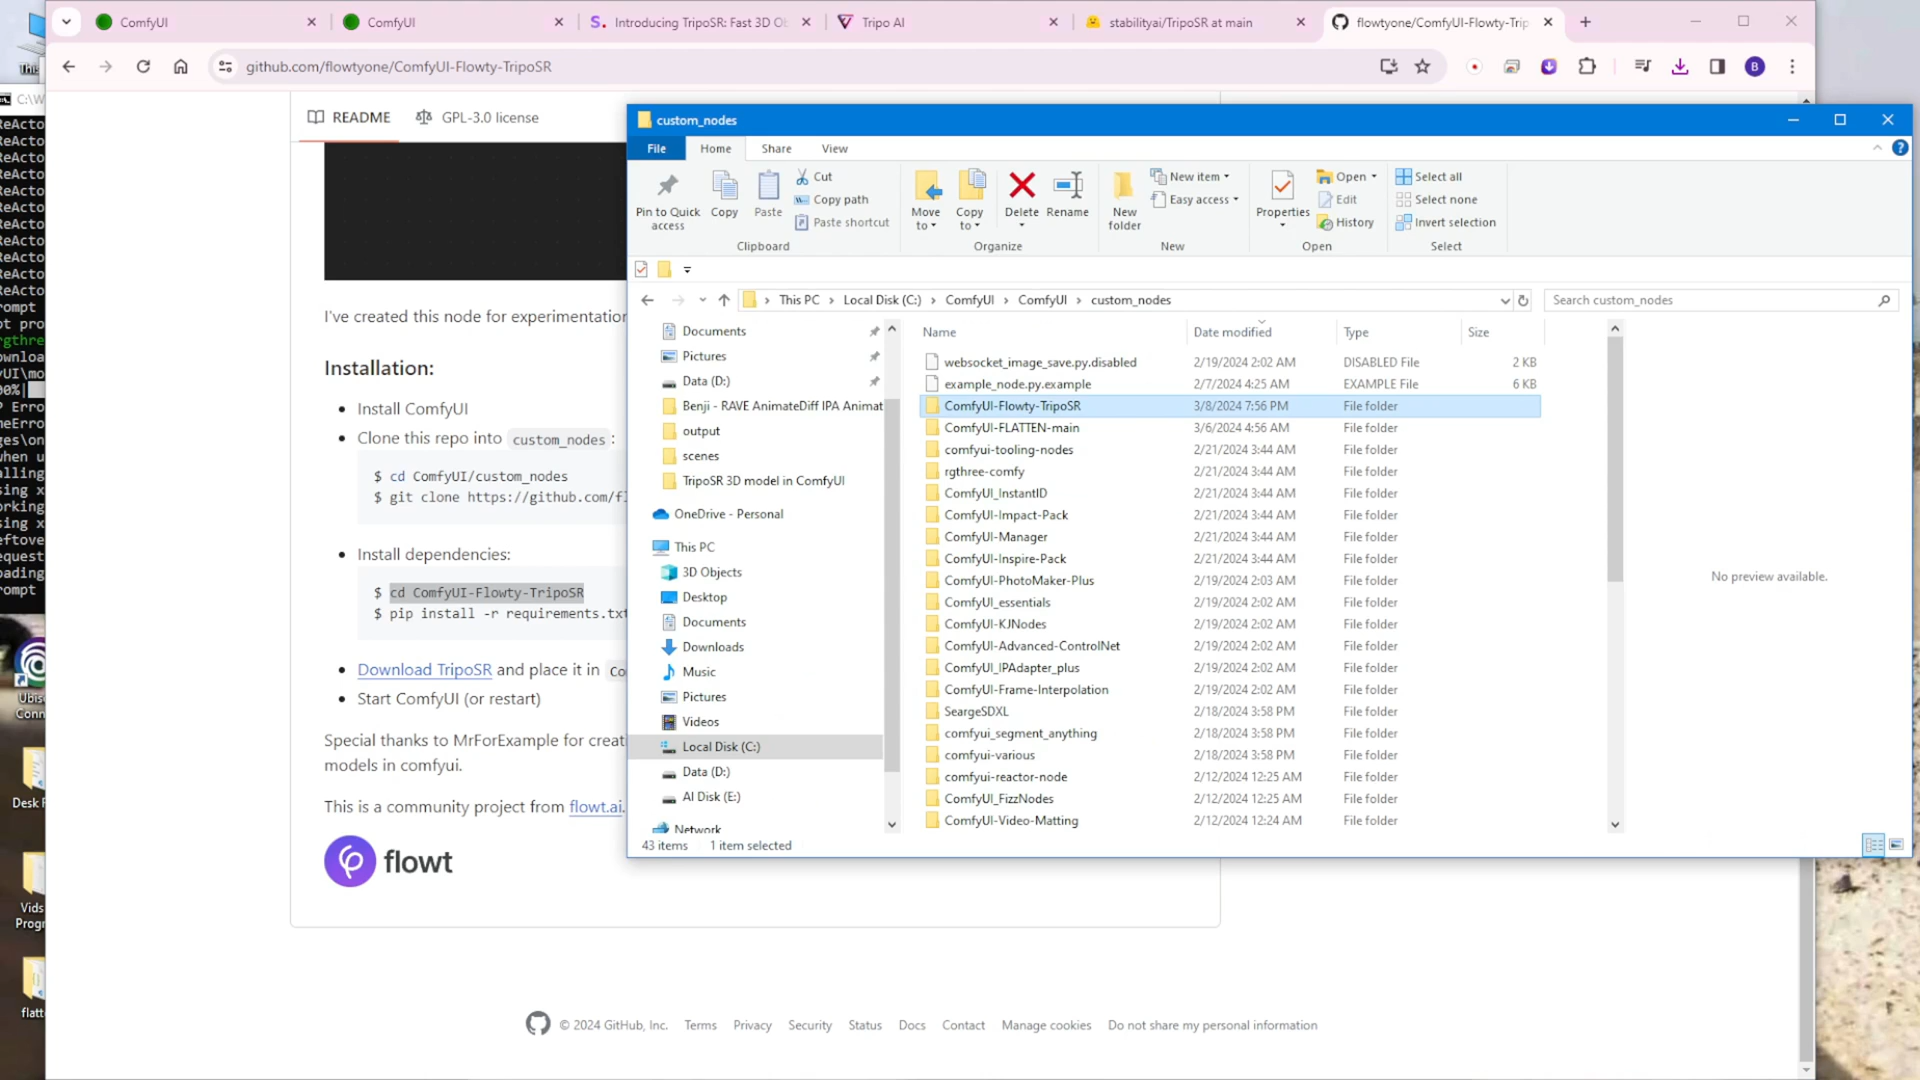 ComfyUI
ComfyUI
Introducing TripoSR: Fast 3D Ob
Tripo AI
stabilityai/TripoSR at main
flowtyone/ComfyUI-Flowty-Trip
github.com/flowtyone/ComfyUI-Flowty-TripoSR
B
README
GPL-3.0 license
I've created this node for experimentation
Installation:
Install ComfyUI
Clone this repo into custom_nodes:
$ cd ComfyUI/custom_nodes
$ git clone https://github.com/fl
Install dependencies:
$ cd ComfyUI-Flowty-TripoSR
$ pip install -r requirements.txt
Download TripoSR and place it in Co
Start ComfyUI (or restart)
Special thanks to MrForExample for creati
models in comfyui.
This is a community project from flowt.ai.
flowt
© 2024 GitHub, Inc. Terms Privacy Security Status Docs Contact Manage cookies Do not share my personal information
custom_nodes
File Home Share View
Pin to Quick access
Copy
Paste
Cut
Copy path
Paste shortcut
Clipboard
Move to
Copy to
Delete
Rename
Organize
New folder
New item
Easy access
New
Properties
Open
Edit
History
Open
Select all
Select none
Invert selection
Select
This PC Local Disk (C:) ComfyUI ComfyUI custom_nodes
Search custom_nodes
Documents
Pictures
Data (D:)
Benji - RAVE AnimateDiff IPA Animat
output
scenes
TripoSR 3D model in ComfyUI
OneDrive - Personal
This PC
3D Objects
Desktop
Documents
Downloads
Music
Pictures
Videos
Local Disk (C:)
Data (D:)
AI Disk (E:)
Network
Name Date modified Type Size
websocket_image_save.py.disabled 2/19/2024 2:02 AM DISABLED File 2 KB
example_node.py.example 2/7/2024 4:25 AM EXAMPLE File 6 KB
ComfyUI-Flowty-TripoSR 3/8/2024 7:56 PM File folder
ComfyUI-FLATTEN-main 3/6/2024 4:56 AM File folder
comfyui-tooling-nodes 2/21/2024 3:44 AM File folder
rgthree-comfy 2/21/2024 3:44 AM File folder
ComfyUI_InstantID 2/21/2024 3:44 AM File folder
ComfyUI-Impact-Pack 2/21/2024 3:44 AM File folder
ComfyUI-Manager 2/21/2024 3:44 AM File folder
ComfyUI-Inspire-Pack 2/21/2024 3:44 AM File folder
ComfyUI-PhotoMaker-Plus 2/19/2024 2:03 AM File folder
ComfyUI_essentials 2/19/2024 2:02 AM File folder
ComfyUI-KJNodes 2/19/2024 2:02 AM File folder
ComfyUI-Advanced-ControlNet 2/19/2024 2:02 AM File folder
ComfyUI_IPAdapter_plus 2/19/2024 2:02 AM File folder
ComfyUI-Frame-Interpolation 2/19/2024 2:02 AM File folder
SeargeSDXL 2/18/2024 3:58 PM File folder
comfyui_segment_anything 2/18/2024 3:58 PM File folder
comfyui-various 2/18/2024 3:58 PM File folder
comfyui-reactor-node 2/12/2024 12:25 AM File folder
ComfyUI_FizzNodes 2/12/2024 12:25 AM File folder
ComfyUI-Video-Matting 2/12/2024 12:24 AM File folder
No preview available.
43 items 1 item selected